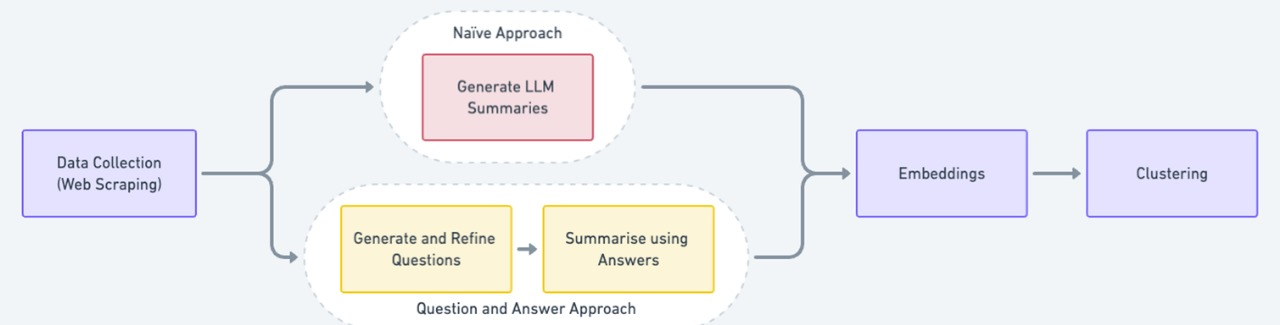 Naïve Approach
Generate LLM
Summaries
Data Collection
(Web Scraping)
Embeddings
Clustering
Generate and Refine
Questions
Summarise using
Answers
Question and Answer Approach